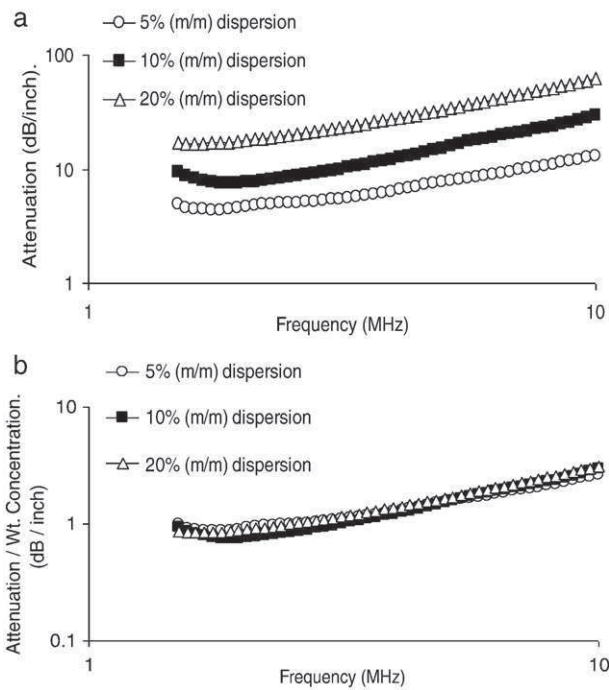 a
5% (m/m) dispersion
10% (m/m) dispersion
20% (m/m) dispersion
Attenuation (dB/inch).
100
10
1
1
10
Frequency (MHz)
b
5% (m/m) dispersion
10% (m/m) dispersion
20% (m/m) dispersion
Attenuation / Wt. Concentration.
(dB / inch)
10
1
0.1
1
10
Frequency (MHz)